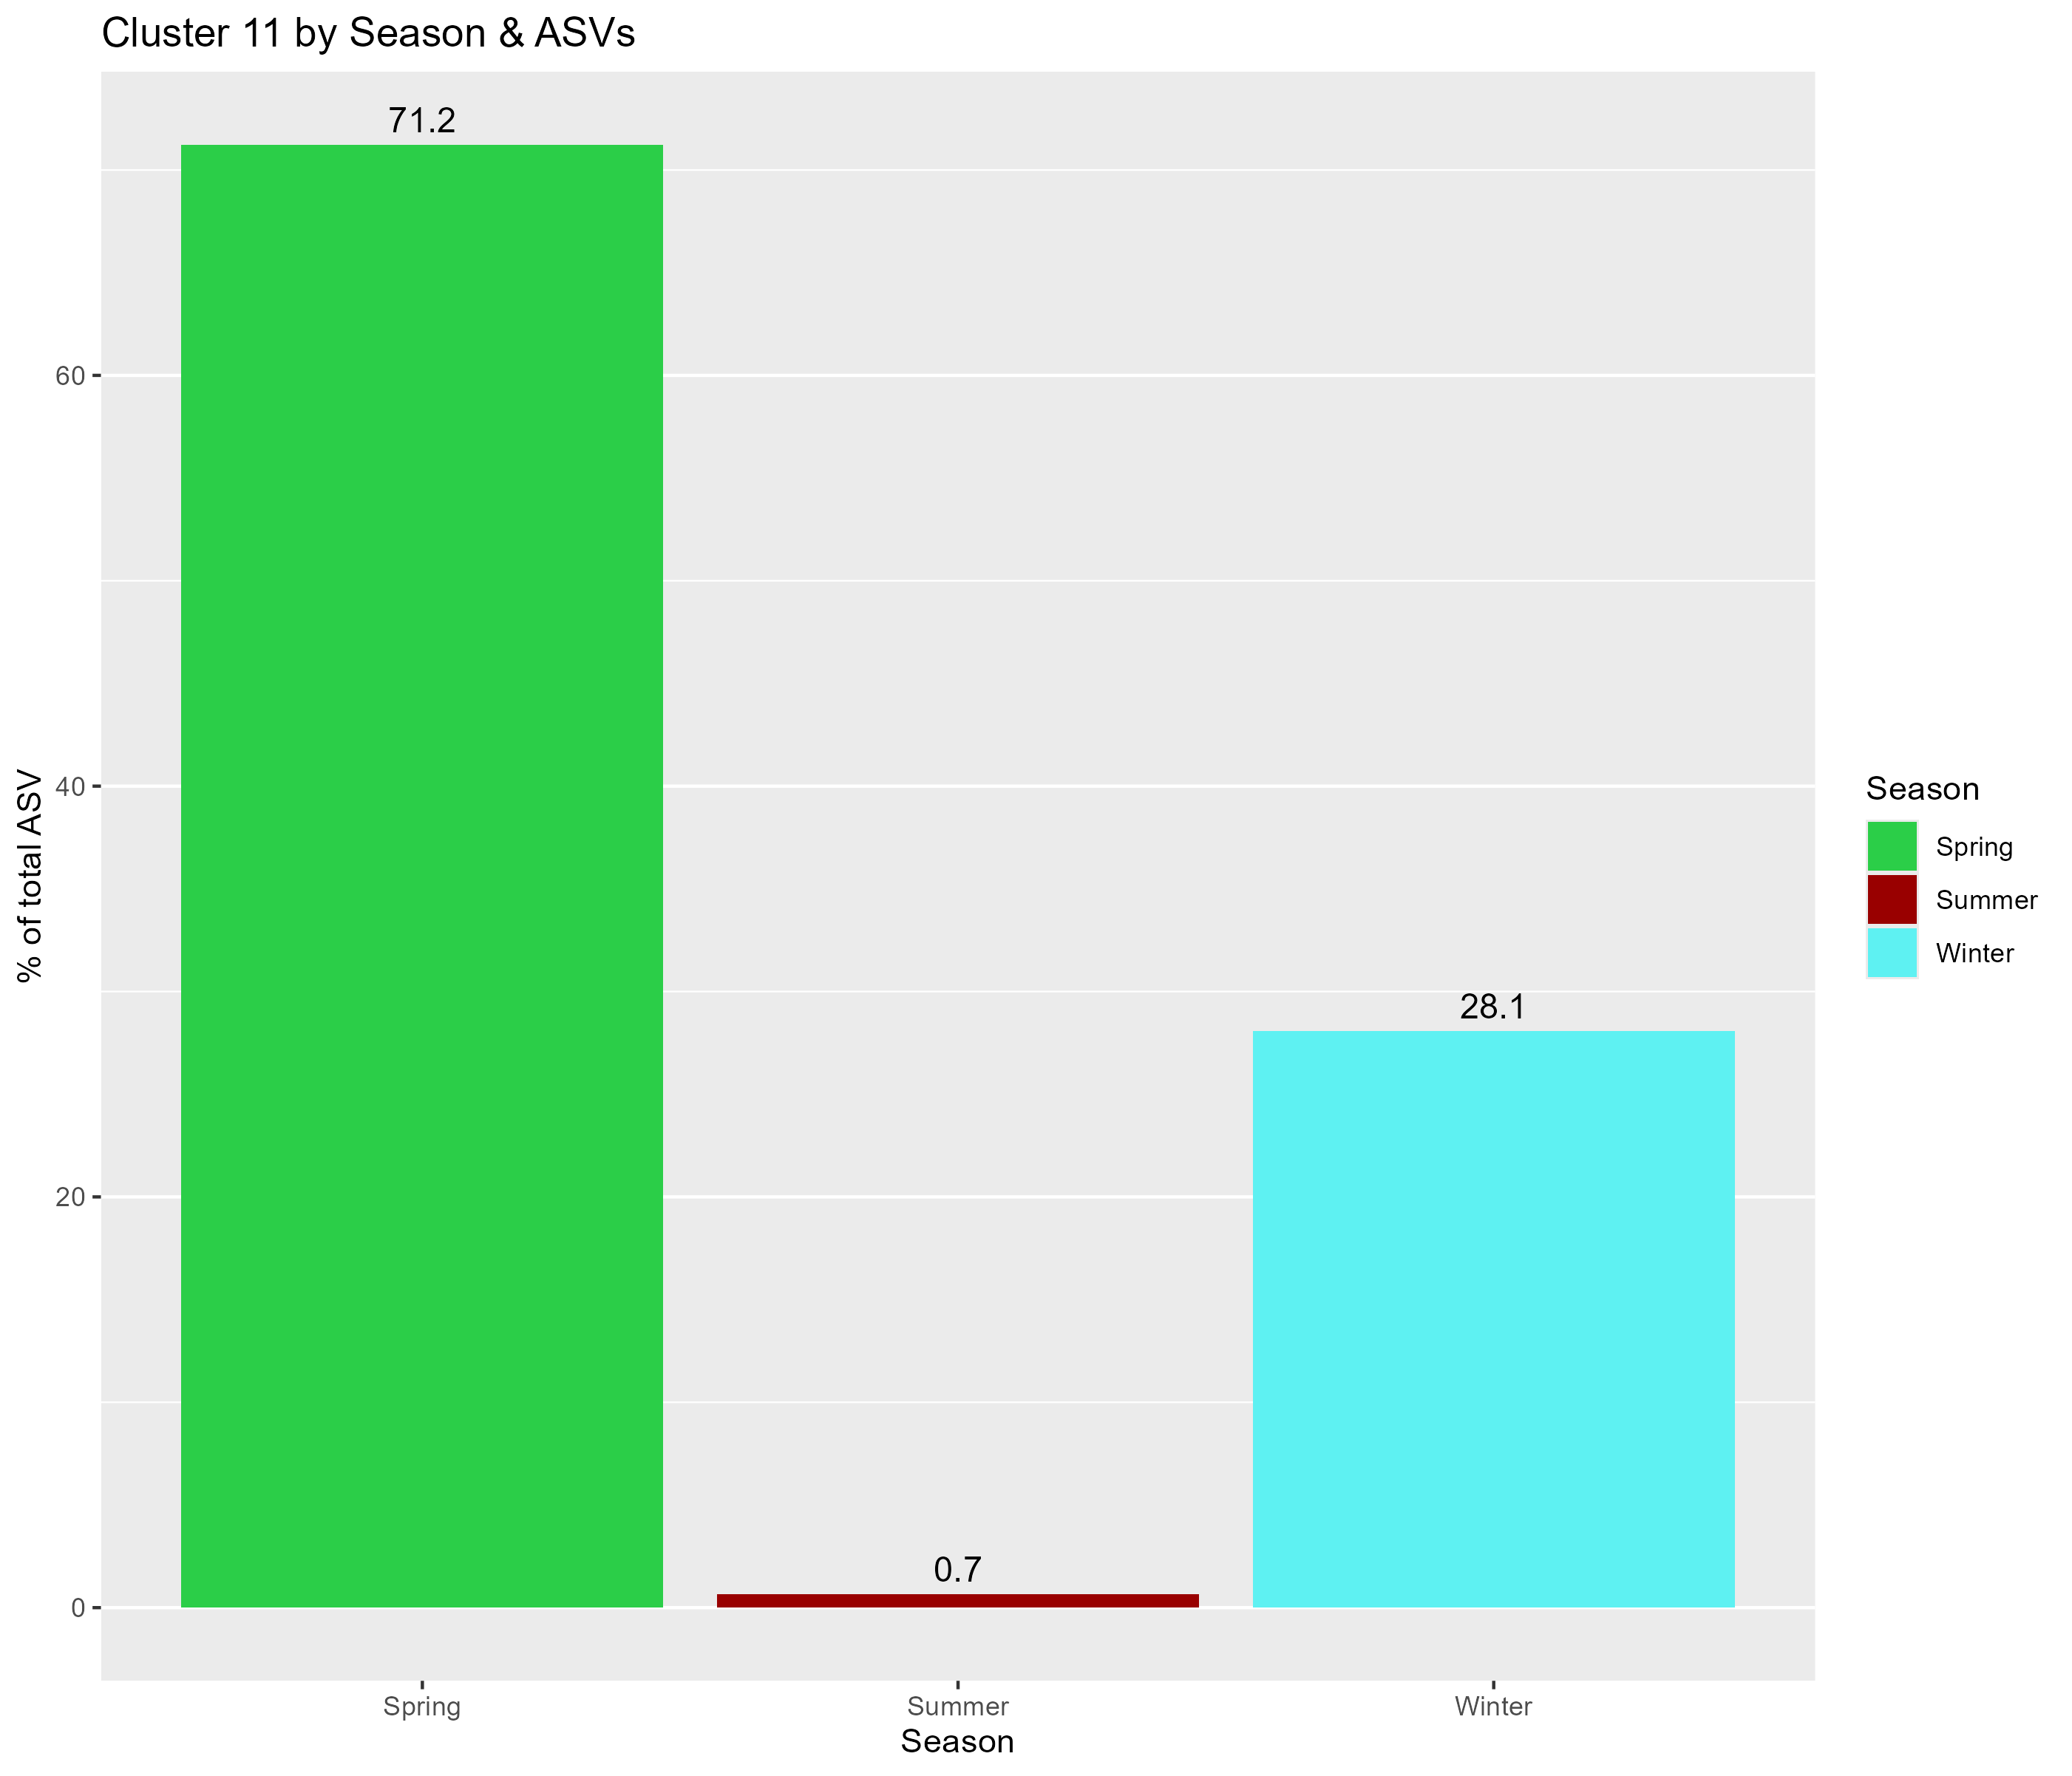 Cluster 11 by Season & ASVs
71.2
60
40
28.1
20
0.7
0
% of total ASV
Spring
Summer
Winter
Season
Season
Spring
Summer
Winter